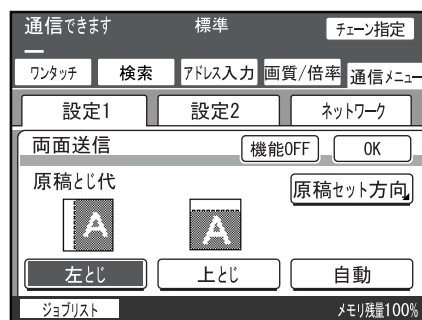 通信できます 標準 チェーン指定
ワンタッチ 検索 アドレス入力 画質/倍率 通信メニュー
設定1 設定2 ネットワーク
両面送信 機能OFF OK
原稿とじ代 原稿セット方向
A A
左とじ 上とじ 自動
ジョブリスト メモリ残量100%